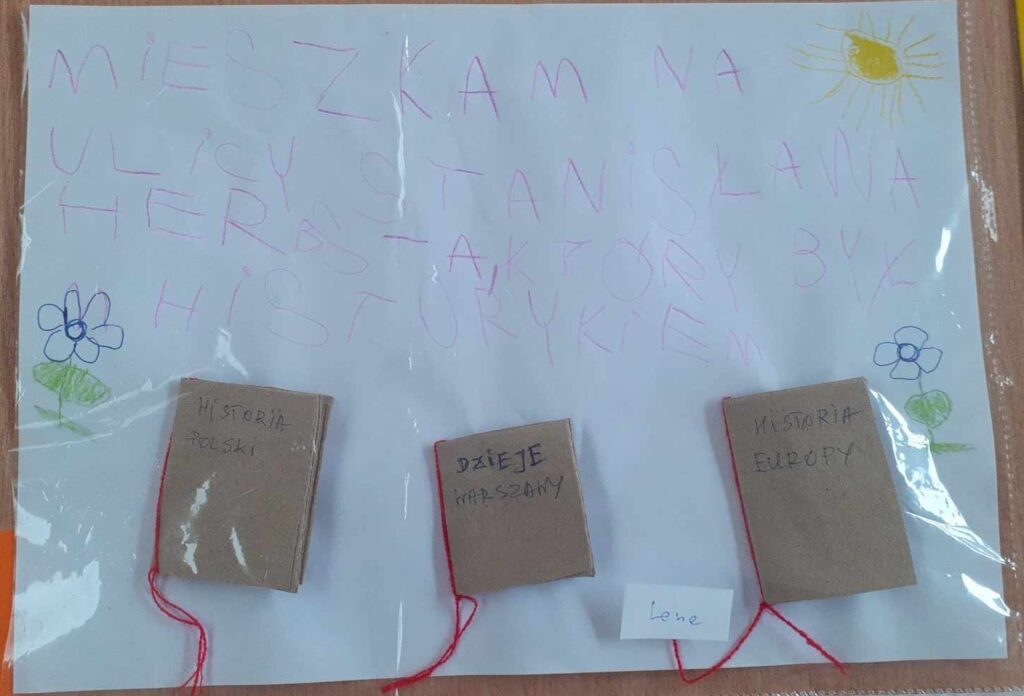 MiESZKAM NA
ULiCY STANiSŁAWA
HERBSTA, KTÓRY BYŁ
HiSTORYKiEM
HiSTORIA
POLSKi
DZiEJE
WARSZAWY
HiSTORIA
EUROPY
Lena